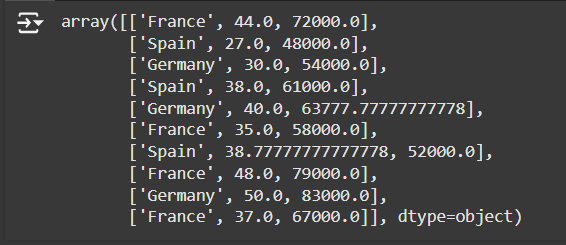 array([['France', 44.0, 72000.0],
['Spain', 27.0, 48000.0],
['Germany', 30.0, 54000.0],
['Spain', 38.0, 61000.0],
['Germany', 40.0, 63777.77777777778],
['France', 35.0, 58000.0],
['Spain', 38.77777777777778, 52000.0],
['France', 48.0, 79000.0],
['Germany', 50.0, 83000.0],
['France', 37.0, 67000.0]], dtype=object)